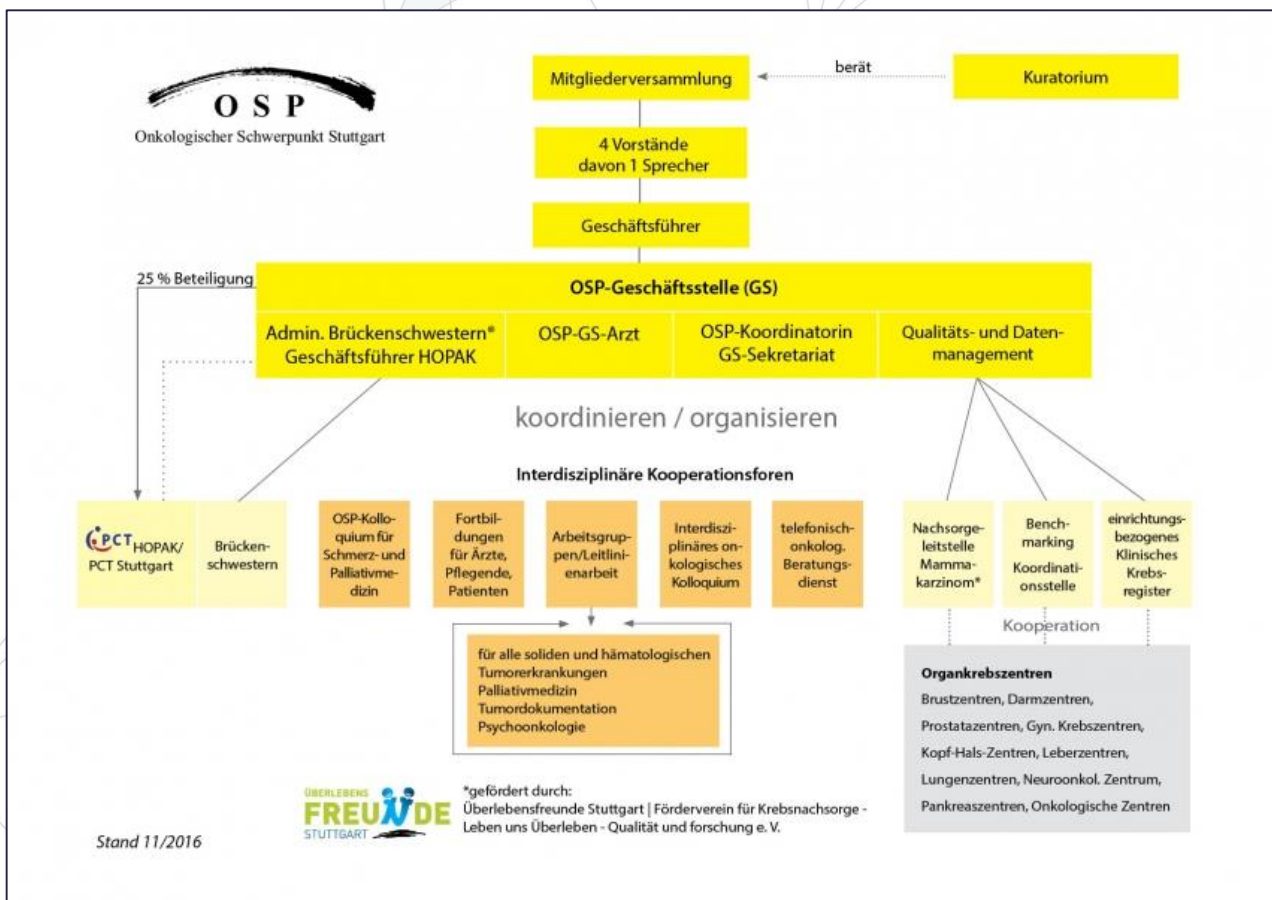 O S P
Onkologischer Schwerpunkt Stuttgart
Mitgliederversammlung
berät
Kuratorium
4 Vorstände
davon 1 Sprecher
Geschäftsführer
25 % Beteiligung
OSP-Geschäftsstelle (GS)
Admin. Brückenschwestern*
Geschäftsführer HOPAK
OSP-GS-Arzt
OSP-Koordinatorin
GS-Sekretariat
Qualitäts- und Daten-
management
koordinieren / organisieren
Interdisziplinäre Kooperationsforen
PCT HOPAK/
PCT Stuttgart
Brücken-
schwestern
OSP-Kollo-
quium für
Schmerz- und
Palliativme-
dizin
Fortbil-
dungen
für Ärzte,
Pflegende,
Patienten
Arbeitsgrup-
pen/Leitlini-
enarbeit
Interdiszi-
plinäres on-
kologisches
Kolloquium
telefonisch-
onkolog.
Beratungs-
dienst
Nachsorge-
leitstelle
Mamma-
karzinom*
Bench-
marking
Koordinati-
onsstelle
einrichtungs-
bezogenes
Klinisches
Krebs-
register
Kooperation
für alle soliden und hämatologischen
Tumorerkrankungen
Palliativmedizin
Tumordokumentation
Psychoonkologie
Organkrebszentren
Brustzentren, Darmzentren,
Prostatazentren, Gyn. Krebszentren,
Kopf-Hals-Zentren, Leberzentren,
Lungenzentren, Neuroonkol. Zentrum,
Pankreaszentren, Onkologische Zentren
ÜBERLEBENS
FREUNDE
STUTTGART
*gefördert durch:
Überlebensfreunde Stuttgart | Förderverein für Krebsnachsorge -
Leben uns Überleben - Qualität und forschung e. V.
Stand 11/2016